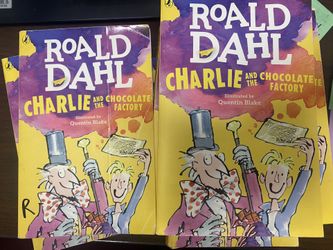 ROALD
DAHL
CHARLIE AND THE CHOCOLATE
FACTORY
Illustrated by
Quentin Blake
R
ROALD
DAHL
CHARLIE AND THE CHOCOLATE
FACTORY
Illustrated by
Quentin Blake